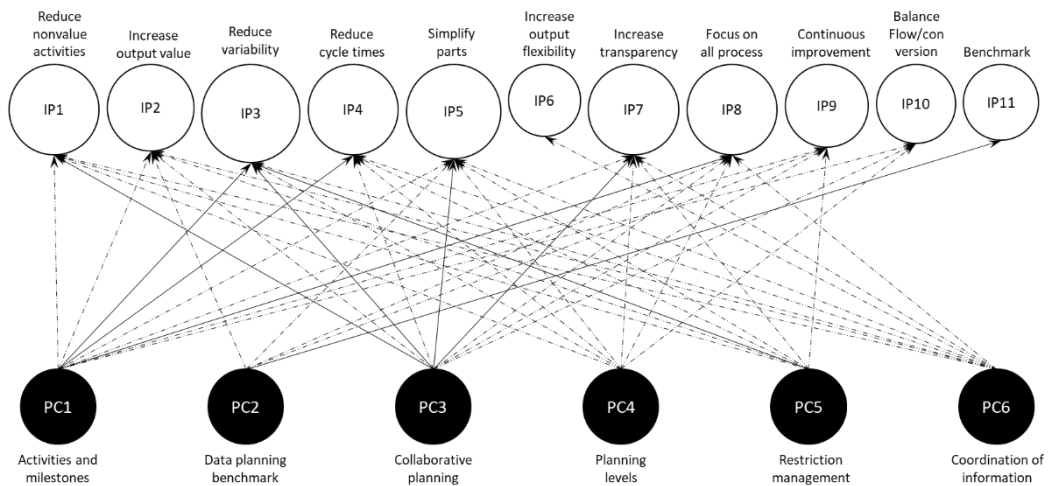 Reduce
nonvalue
activities
Increase
output value
Reduce
variability
Reduce
cycle times
Simplify
parts
Increase
output
flexibility
Increase
transparency
Focus on
all process
Continuous
improvement
Balance
Flow/con
version
Benchmark
IP1
IP2
IP3
IP4
IP5
IP6
IP7
IP8
IP9
IP10
IP11
PC1
PC2
PC3
PC4
PC5
PC6
Activities and
milestones
Data planning
benchmark
Collaborative
planning
Planning
levels
Restriction
management
Coordination of
information